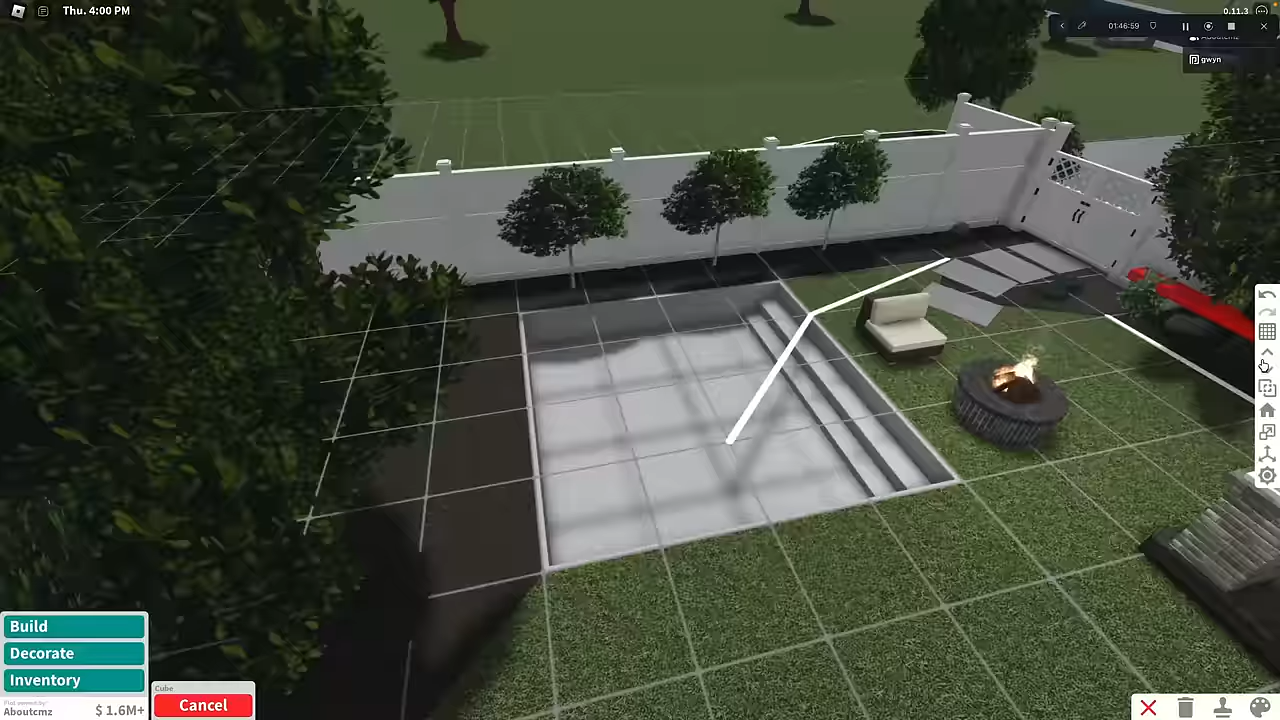 Thu. 4:00 PM
0.11.3
01:46:59
Aboutcmz
gwyn
Build
Decorate
Inventory
Aboutcmz
$ 1.6M+
Cube
Cancel